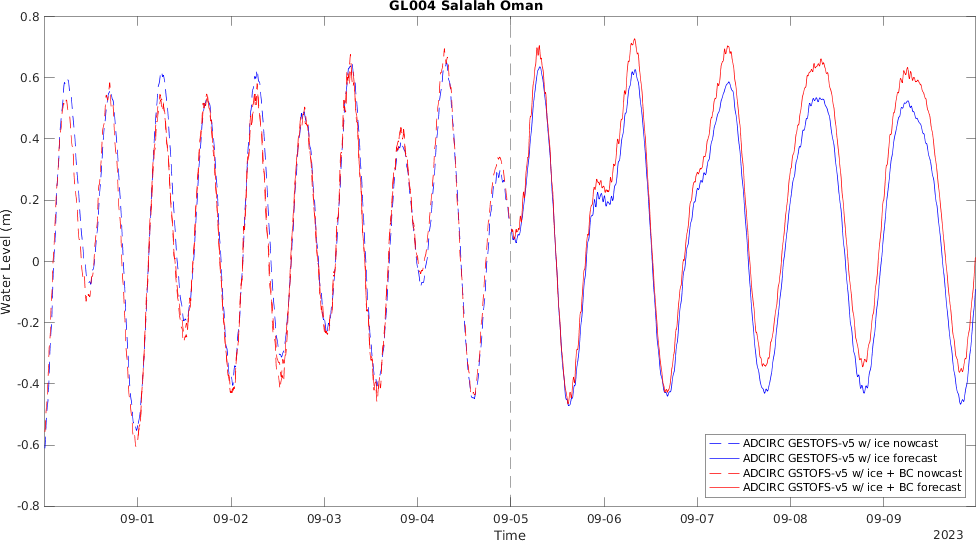 GL004 Salalah Oman
0.8
0.6
0.4
0.2
0
-0.2
-0.4
-0.6
-0.8
Water Level (m)
09-01 09-02 09-03 09-04 09-05 09-06 09-07 09-08 09-09
Time
2023
ADCIRC GESTOFS-v5 w/ ice nowcast
ADCIRC GESTOFS-v5 w/ ice forecast
ADCIRC GSTOFS-v5 w/ ice + BC nowcast
ADCIRC GSTOFS-v5 w/ ice + BC forecast